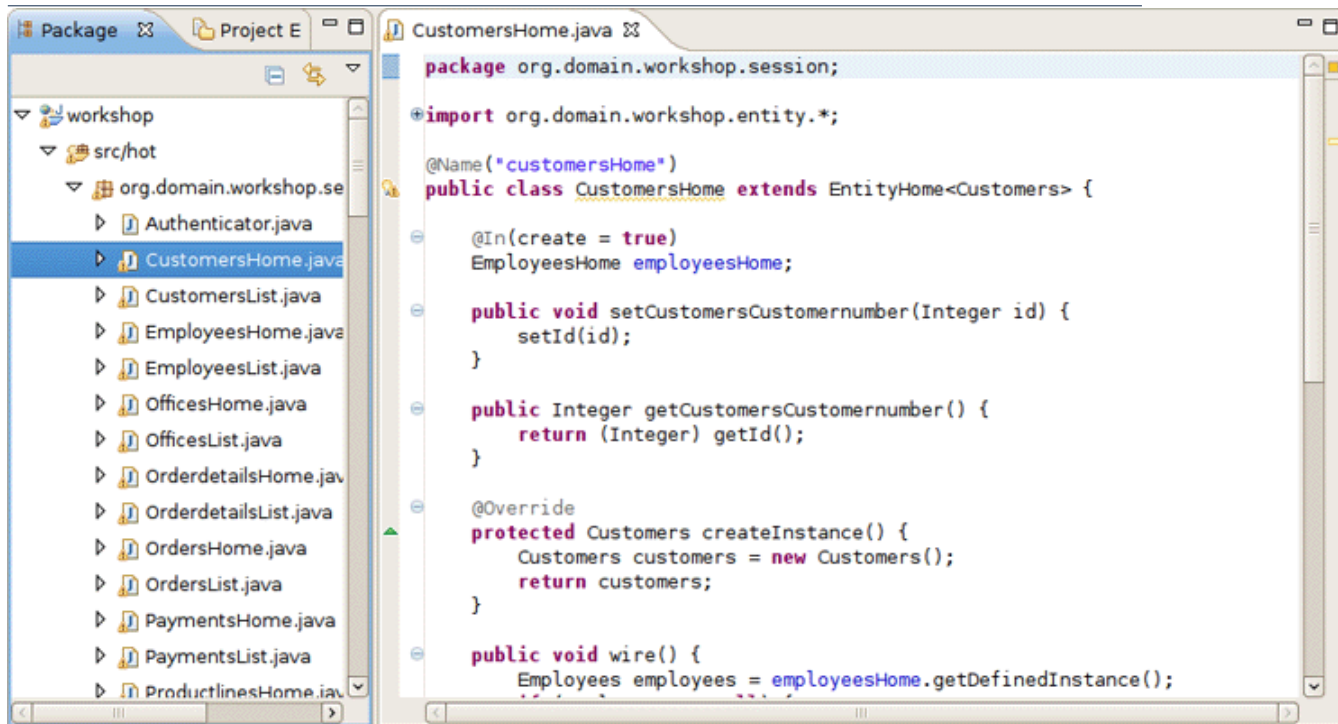 Package
Project E
workshop
src/hot
org.domain.workshop.se
Authenticator.java
CustomersHome.java
CustomersList.java
EmployeesHome.java
EmployeesList.java
OfficesHome.java
OfficesList.java
OrderdetailsHome.jav
OrderdetailsList.java
OrdersHome.java
OrdersList.java
PaymentsHome.java
PaymentsList.java
ProductlinesHome.jav
CustomersHome.java
package org.domain.workshop.session;
import org.domain.workshop.entity.*;
@Name("customersHome")
public class CustomersHome extends EntityHome<Customers> {
@In(create = true)
EmployeesHome employeesHome;
public void setCustomersCustomernumber(Integer id) {
setId(id);
}
public Integer getCustomersCustomernumber() {
return (Integer) getId();
}
@Override
protected Customers createInstance() {
Customers customers = new Customers();
return customers;
}
public void wire() {
Employees employees = employeesHome.getDefinedInstance();